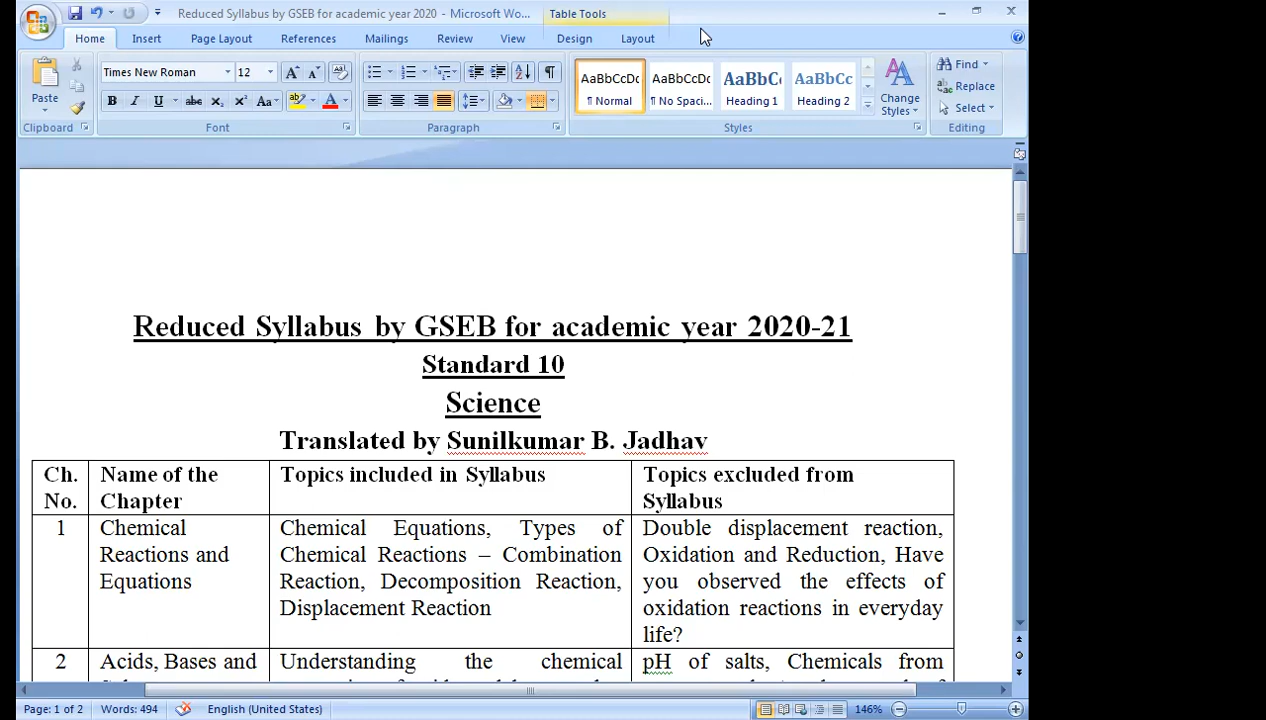 Reduced Syllabus by GSEB for academic year 2020 - Microsoft Wo...
Table Tools
Home Insert Page Layout References Mailings Review View Design Layout
Paste
Clipboard
Times New Roman 12
B I U abc x₂ x² Aa
Font
Paragraph
AaBbCcDc AaBbCcDc AaBbC AaBbCc
¶ Normal ¶ No Spaci... Heading 1 Heading 2
Change Styles
Styles
Find
Replace
Select
Editing
Reduced Syllabus by GSEB for academic year 2020-21
Standard 10
Science
Translated by Sunilkumar B. Jadhav
Ch. No. Name of the Chapter Topics included in Syllabus Topics excluded from Syllabus
1
Chemical
Reactions and
Equations
Chemical Equations, Types of
Chemical Reactions – Combination
Reaction, Decomposition Reaction,
Displacement Reaction
Double displacement reaction,
Oxidation and Reduction, Have
you observed the effects of
oxidation reactions in everyday
life?
2
Acids, Bases and
Understanding the chemical
pH of salts, Chemicals from
Page: 1 of 2 Words: 494 English (United States) 146%